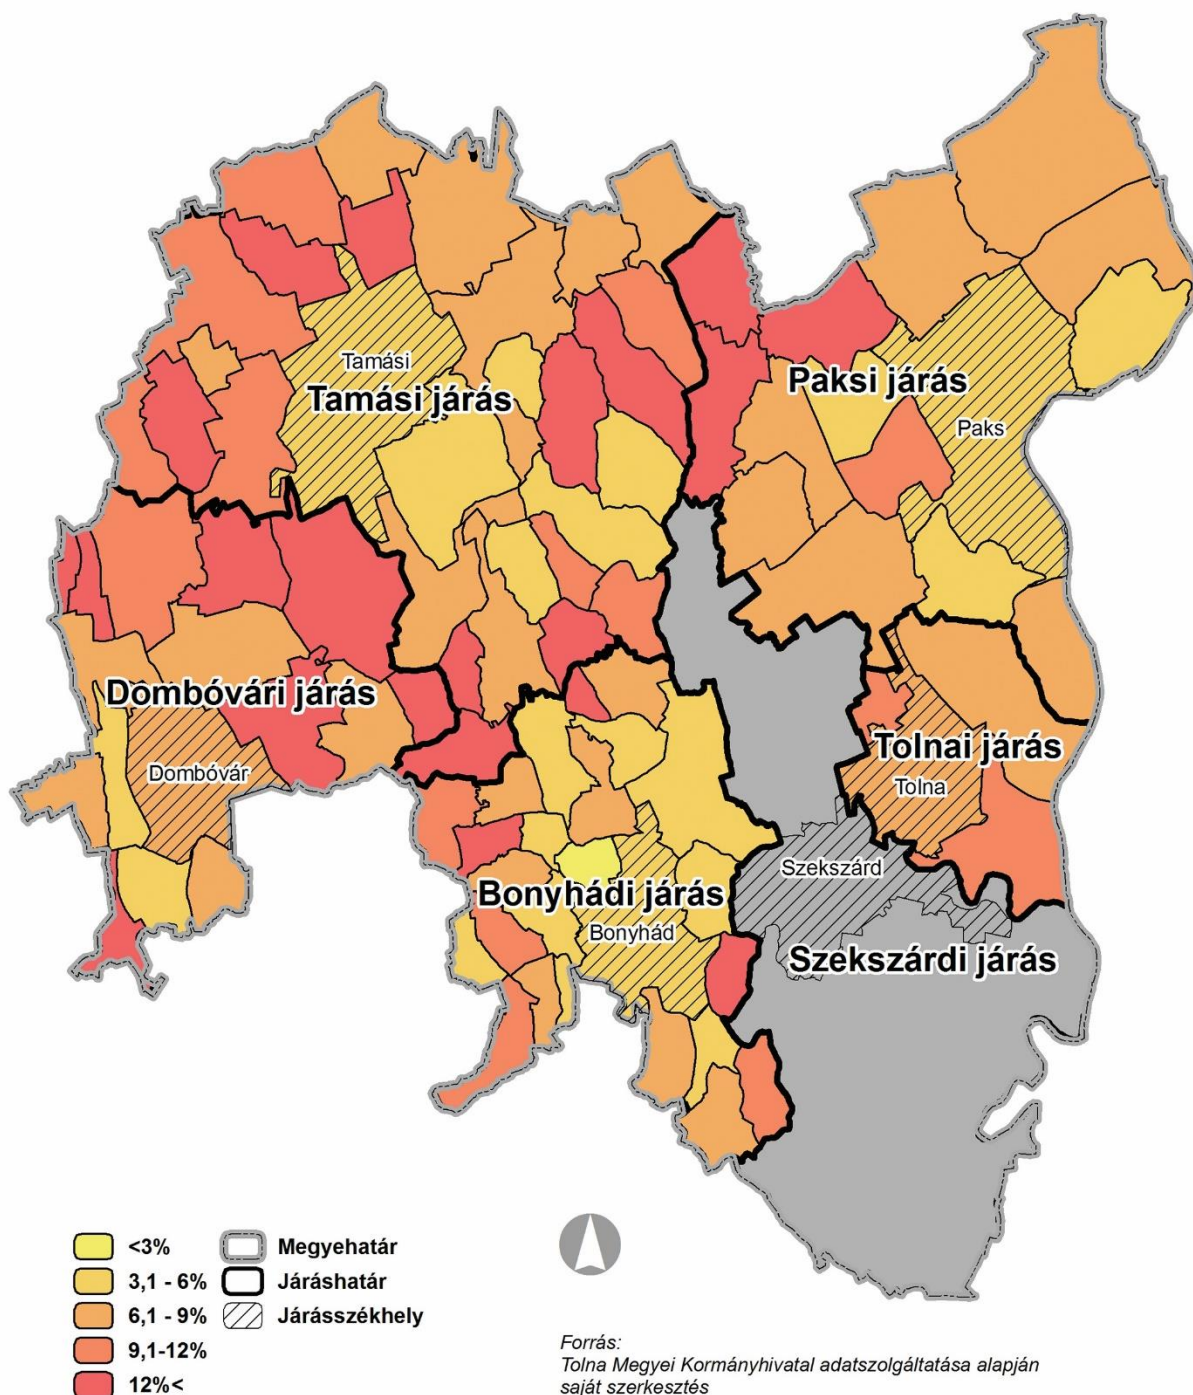 Tamási
Tamási járás
Paksi járás
Paks
Dombóvári járás
Dombóvár
Tolnai járás
Tolna
Szekszárd
Bonyhádi járás
Bonyhád
Szekszárdi járás
<3%
3,1 - 6%
6,1 - 9%
9,1-12%
12%<
Megyehatár
Járáshatár
Járásszékhely
Forrás:
Tolna Megyei Kormányhivatal adatszolgáltatása alapján
saját szerkesztés